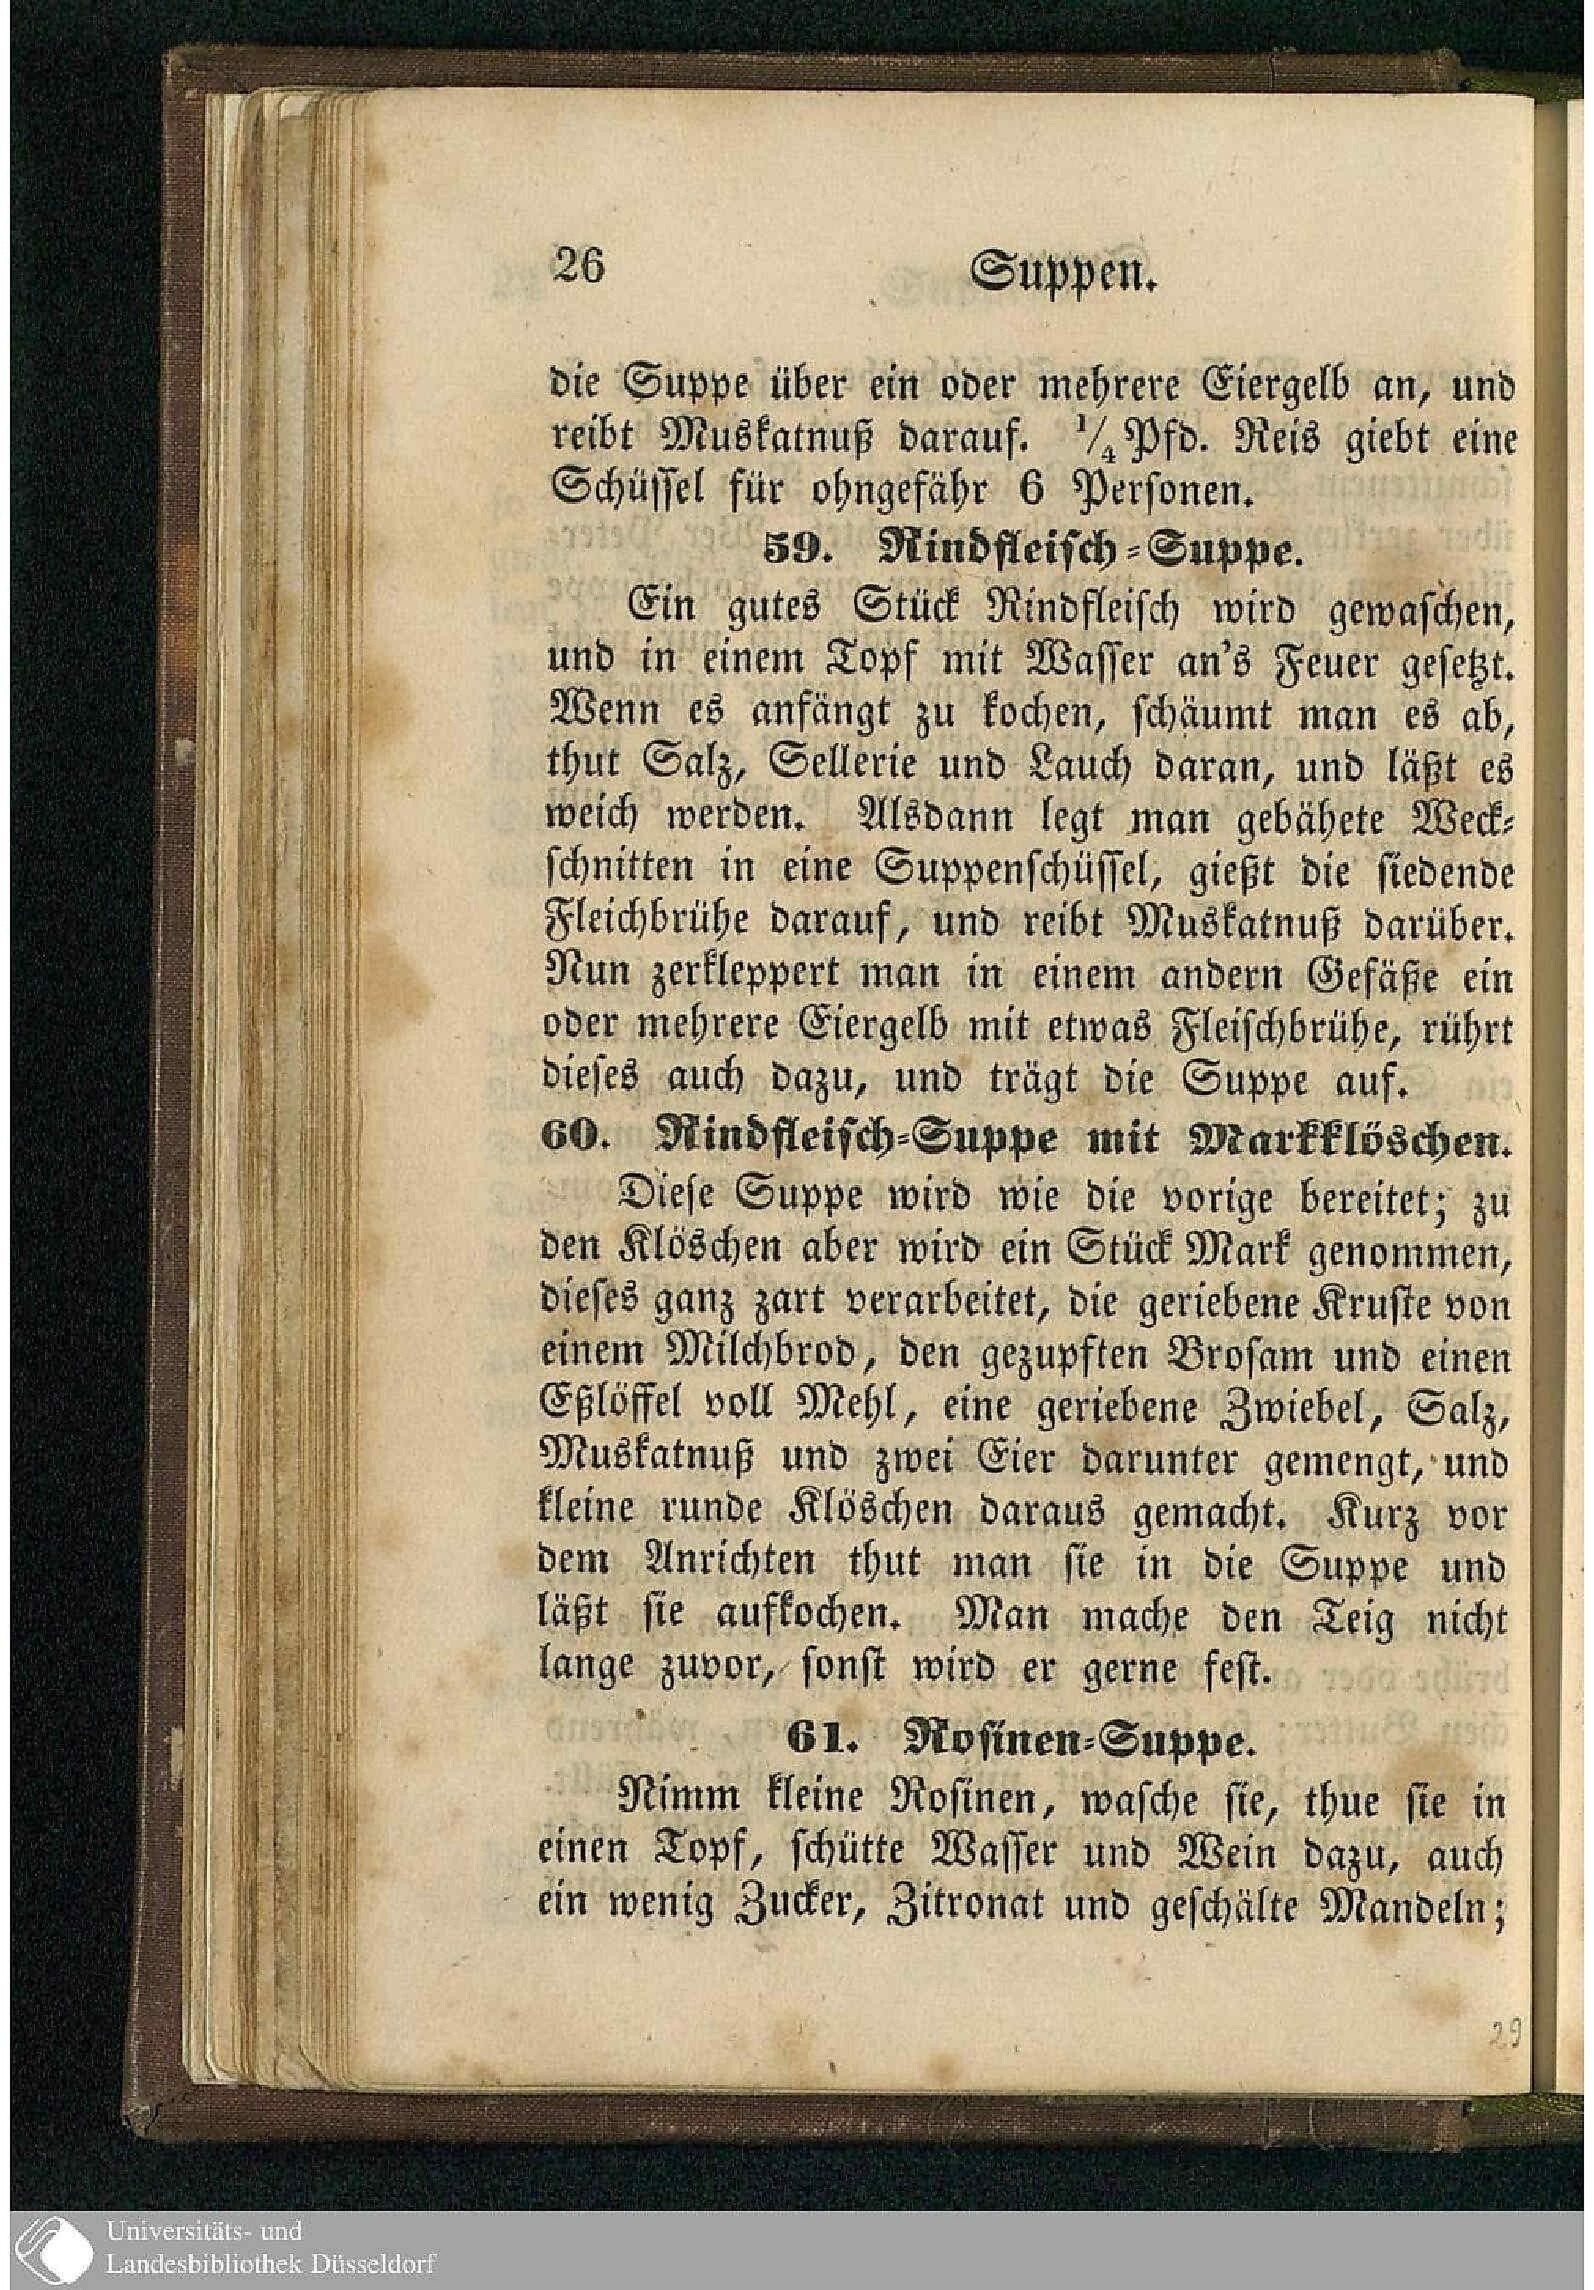 26 Suppen.
die Suppe über ein oder mehrere Eiergelb an, und
reibt Muskatnuß darauf. 1/4 Pfd. Reis giebt eine
Schüssel für ohngefähr 6 Personen.
59. Rindfleisch-Suppe.
Ein gutes Stück Rindfleisch wird gewaschen,
und in einem Topf mit Wasser an's Feuer gesetzt.
Wenn es anfängt zu kochen, schäumt man es ab,
thut Salz, Sellerie und Lauch daran, und läßt es
weich werden. Alsdann legt man gebähete Weck-
schnitten in eine Suppenschüssel, gießt die siedende
Fleichbrühe darauf, und reibt Muskatnuß darüber.
Nun zerkleppert man in einem andern Gefäße ein
oder mehrere Eiergelb mit etwas Fleischbrühe, rührt
dieses auch dazu, und trägt die Suppe auf.
60. Rindfleisch-Suppe mit Markklöschen.
Diese Suppe wird wie die vorige bereitet; zu
den Klöschen aber wird ein Stück Mark genommen,
dieses ganz zart verarbeitet, die geriebene Kruste von
einem Milchbrod, den gezupften Brosam und einen
Eßlöffel voll Mehl, eine geriebene Zwiebel, Salz,
Muskatnuß und zwei Eier darunter gemengt, und
kleine runde Klöschen daraus gemacht. Kurz vor
dem Anrichten thut man sie in die Suppe und
läßt sie aufkochen. Man mache den Teig nicht
lange zuvor, sonst wird er gerne fest.
61. Rosinen-Suppe.
Nimm kleine Rosinen, wasche sie, thue sie in
einen Topf, schütte Wasser und Wein dazu, auch
ein wenig Zucker, Zitronat und geschälte Mandeln;
29
Universitäts- und
Landesbibliothek Düsseldorf